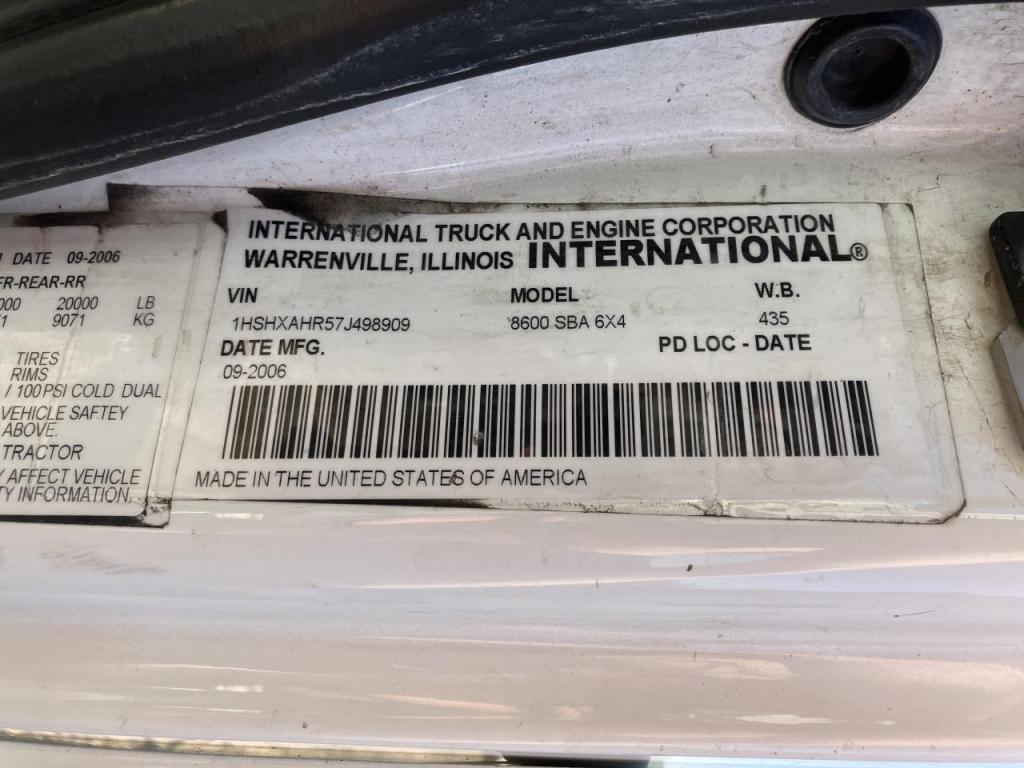 DATE 09-2006
FR-REAR-RR
000 20000 LB
9071 KG
TIRES
RIMS
/ 100 PSI COLD DUAL
VEHICLE SAFTEY
ABOVE.
TRACTOR
AFFECT VEHICLE
TY INFORMATION.
INTERNATIONAL TRUCK AND ENGINE CORPORATION
WARRENVILLE, ILLINOIS INTERNATIONAL®
VIN MODEL W.B.
1HSHXAHR57J498909 8600 SBA 6X4 435
DATE MFG. PD LOC - DATE
09-2006
MADE IN THE UNITED STATES OF AMERICA